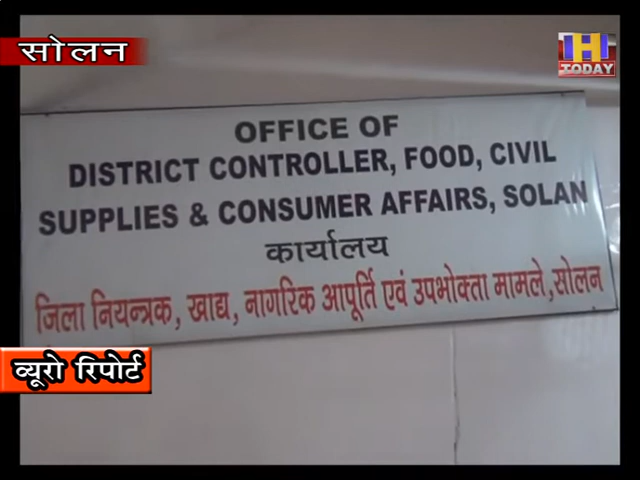 सोलन
IHI
TODAY
OFFICE OF
DISTRICT CONTROLLER, FOOD, CIVIL
SUPPLIES & CONSUMER AFFAIRS, SOLAN
कार्यालय
जिला नियन्त्रक, खाद्य, नागरिक आपूर्ति एवं उपभोक्ता मामले,सोलन
ब्यूरो रिपोर्ट